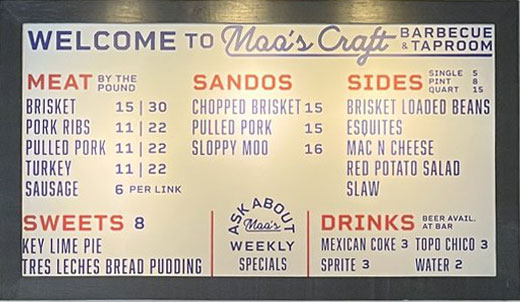 WELCOME TO Moo's Craft BARBECUE & TAPROOM
MEAT BY THE POUND
BRISKET 15 | 30
PORK RIBS 11 | 22
PULLED PORK 11 | 22
TURKEY 11 | 22
SAUSAGE 6 PER LINK
SANDOS
CHOPPED BRISKET 15
PULLED PORK 15
SLOPPY MOO 16
SIDES SINGLE 5 PINT 8 QUART 15
BRISKET LOADED BEANS
ESQUITES
MAC N CHEESE
RED POTATO SALAD
SLAW
SWEETS 8
KEY LIME PIE
TRES LECHES BREAD PUDDING
ASK ABOUT
Moo's
WEEKLY
SPECIALS
DRINKS BEER AVAIL. AT BAR
MEXICAN COKE 3 TOPO CHICO 3
SPRITE 3 WATER 2